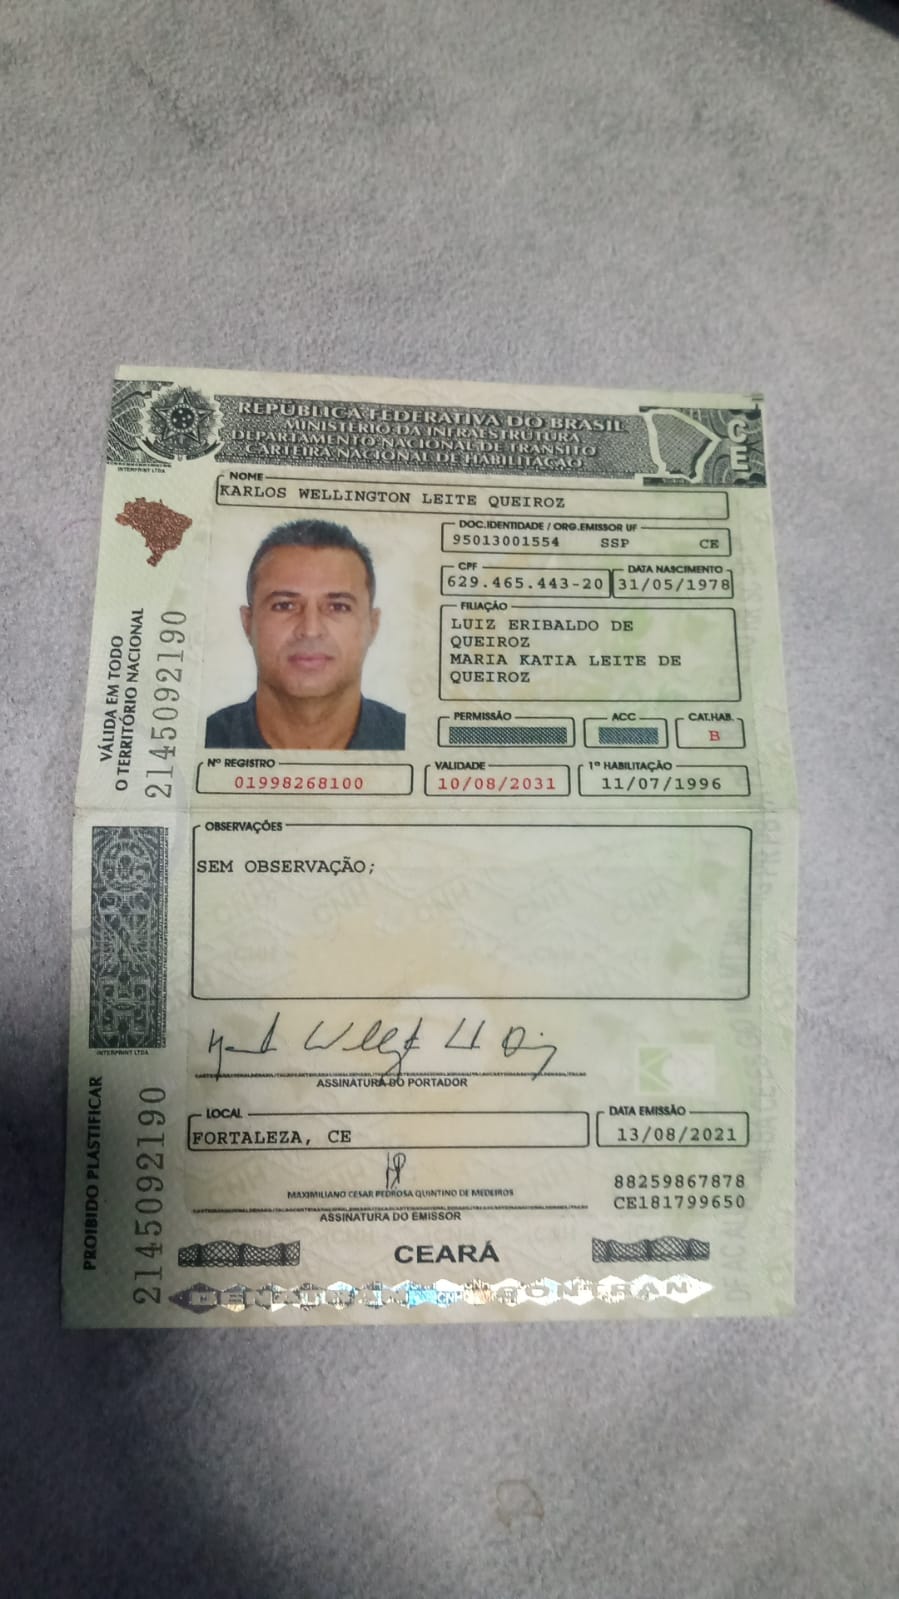 REPÚBLICA FEDERATIVA DO BRASIL
MINISTÉRIO DA INFRAESTRUTURA
DEPARTAMENTO NACIONAL DE TRÂNSITO
CARTEIRA NACIONAL DE HABILITAÇÃO
CE
INTERPRINT LTDA
NOME
KARLOS WELLINGTON LEITE QUEIROZ
DOC.IDENTIDADE / ORG.EMISSOR UF
95013001554 SSP CE
CPF
629.465.443-20
DATA NASCIMENTO
31/05/1978
FILIAÇÃO
LUIZ ERIBALDO DE
QUEIROZ
MARIA KATIA LEITE DE
QUEIROZ
PERMISSÃO
ACC
CAT.HAB.
B
Nº REGISTRO
01998268100
VALIDADE
10/08/2031
1ª HABILITAÇÃO
11/07/1996
VÁLIDA EM TODO
O TERRITÓRIO NACIONAL
2145092190
OBSERVAÇÕES
SEM OBSERVAÇÃO;
INTERPRINT LTDA
ASSINATURA DO PORTADOR
LOCAL
FORTALEZA, CE
DATA EMISSÃO
13/08/2021
MAXIMILIANO CESAR PEDROSA QUINTINO DE MEDEIROS
ASSINATURA DO EMISSOR
88259867878
CE181799650
PROIBIDO PLASTIFICAR
2145092190
CEARÁ
DENATRAN CNH CONTRAN